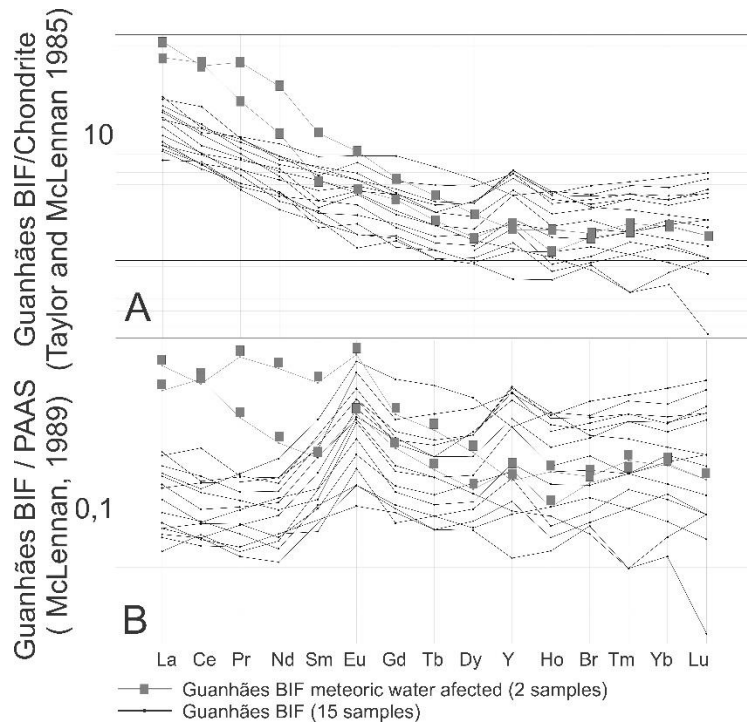 Guanhães BIF/Chondrite
(Taylor and McLennan 1985)
10
A
Guanhães BIF / PAAS
( McLennan, 1989)
0,1
B
La Ce Pr Nd Sm Eu Gd Tb Dy Y Ho Br Tm Yb Lu
Guanhães BIF meteoric water afected (2 samples)
Guanhães BIF (15 samples)